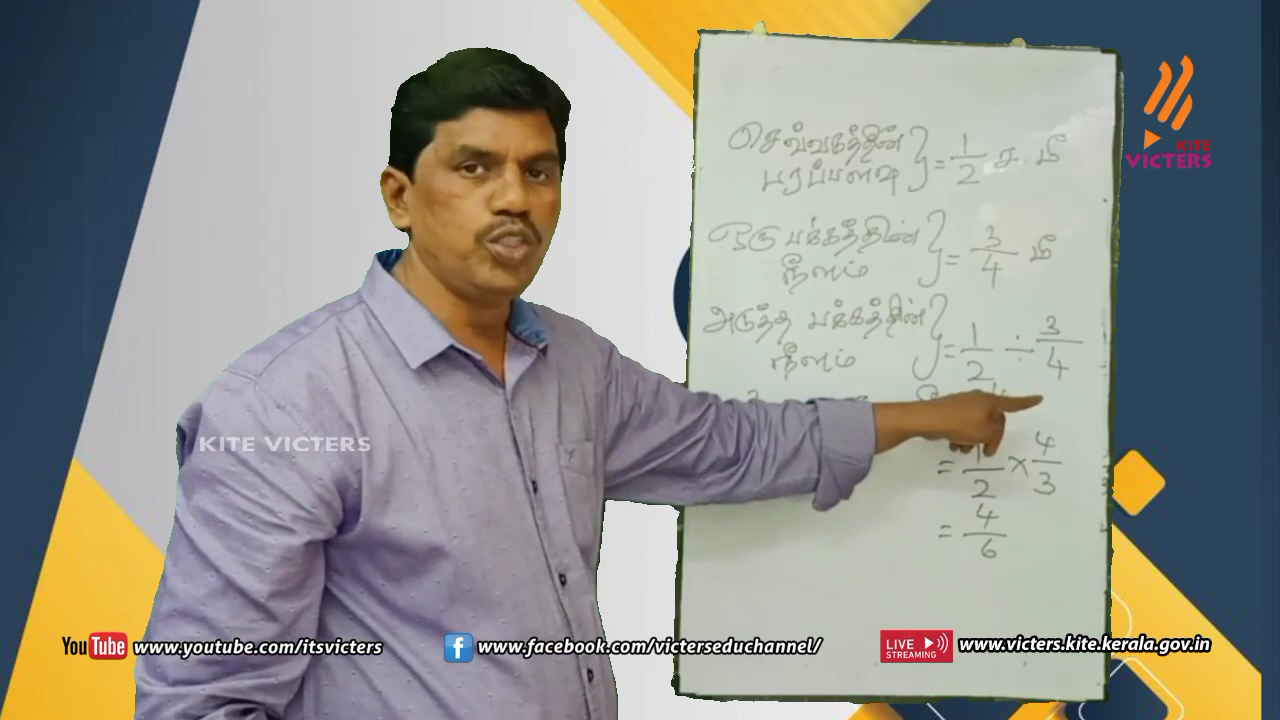 செவ்வகத்தின்
பரப்பளவு } = 1/2 ச. மீ
ஒரு பக்கத்தின்
நீளம் } = 3/4 மீ
அடுத்த பக்கத்தின்
நீளம் } = 1/2 ÷ 3/4
= 1/2 × 4/3
= 4/6
KITE
VICTERS
KITE VICTERS
YouTube www.youtube.com/itsvicters
f www.facebook.com/victerseduchannel/
LIVE STREAMING www.victers.kite.kerala.gov.in